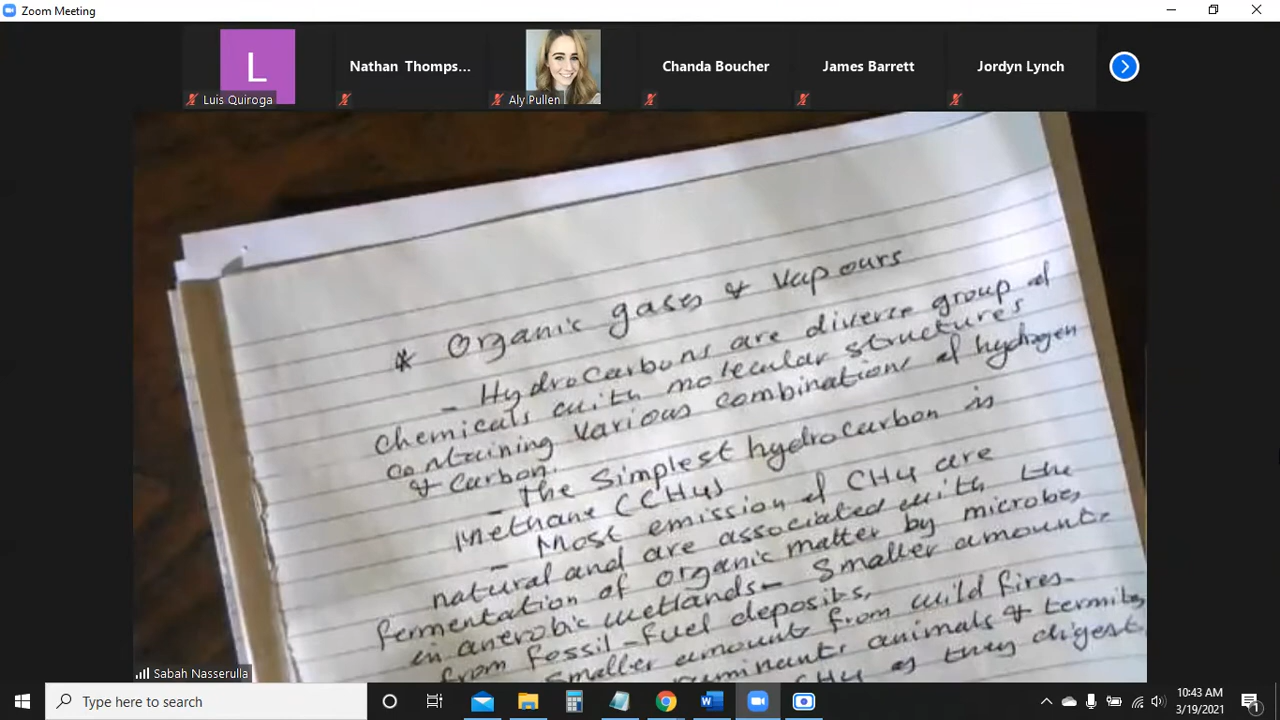 Zoom Meeting
L
Luis Quiroga
Nathan Thomps...
Aly Pullen
Chanda Boucher
James Barrett
Jordyn Lynch
* Organic gases & Vapours
- Hydrocarbons are diverse group of
chemicals with molecular structures
containing various combination of hydrogen
& carbon.
- The Simplest hydrocarbon is
Methane (CH4)
- Most emission of CH4 are
natural and are associated with the
fermentation of organic matter by microbes
in anerobic wetlands- Smaller amount.
from fossil-fuel deposits,
Smaller amount from wild fires-
ruminant, animals & termites
CH4 as they digest
Sabah Nasserulla
Type here to search
10:43 AM
3/19/2021
1